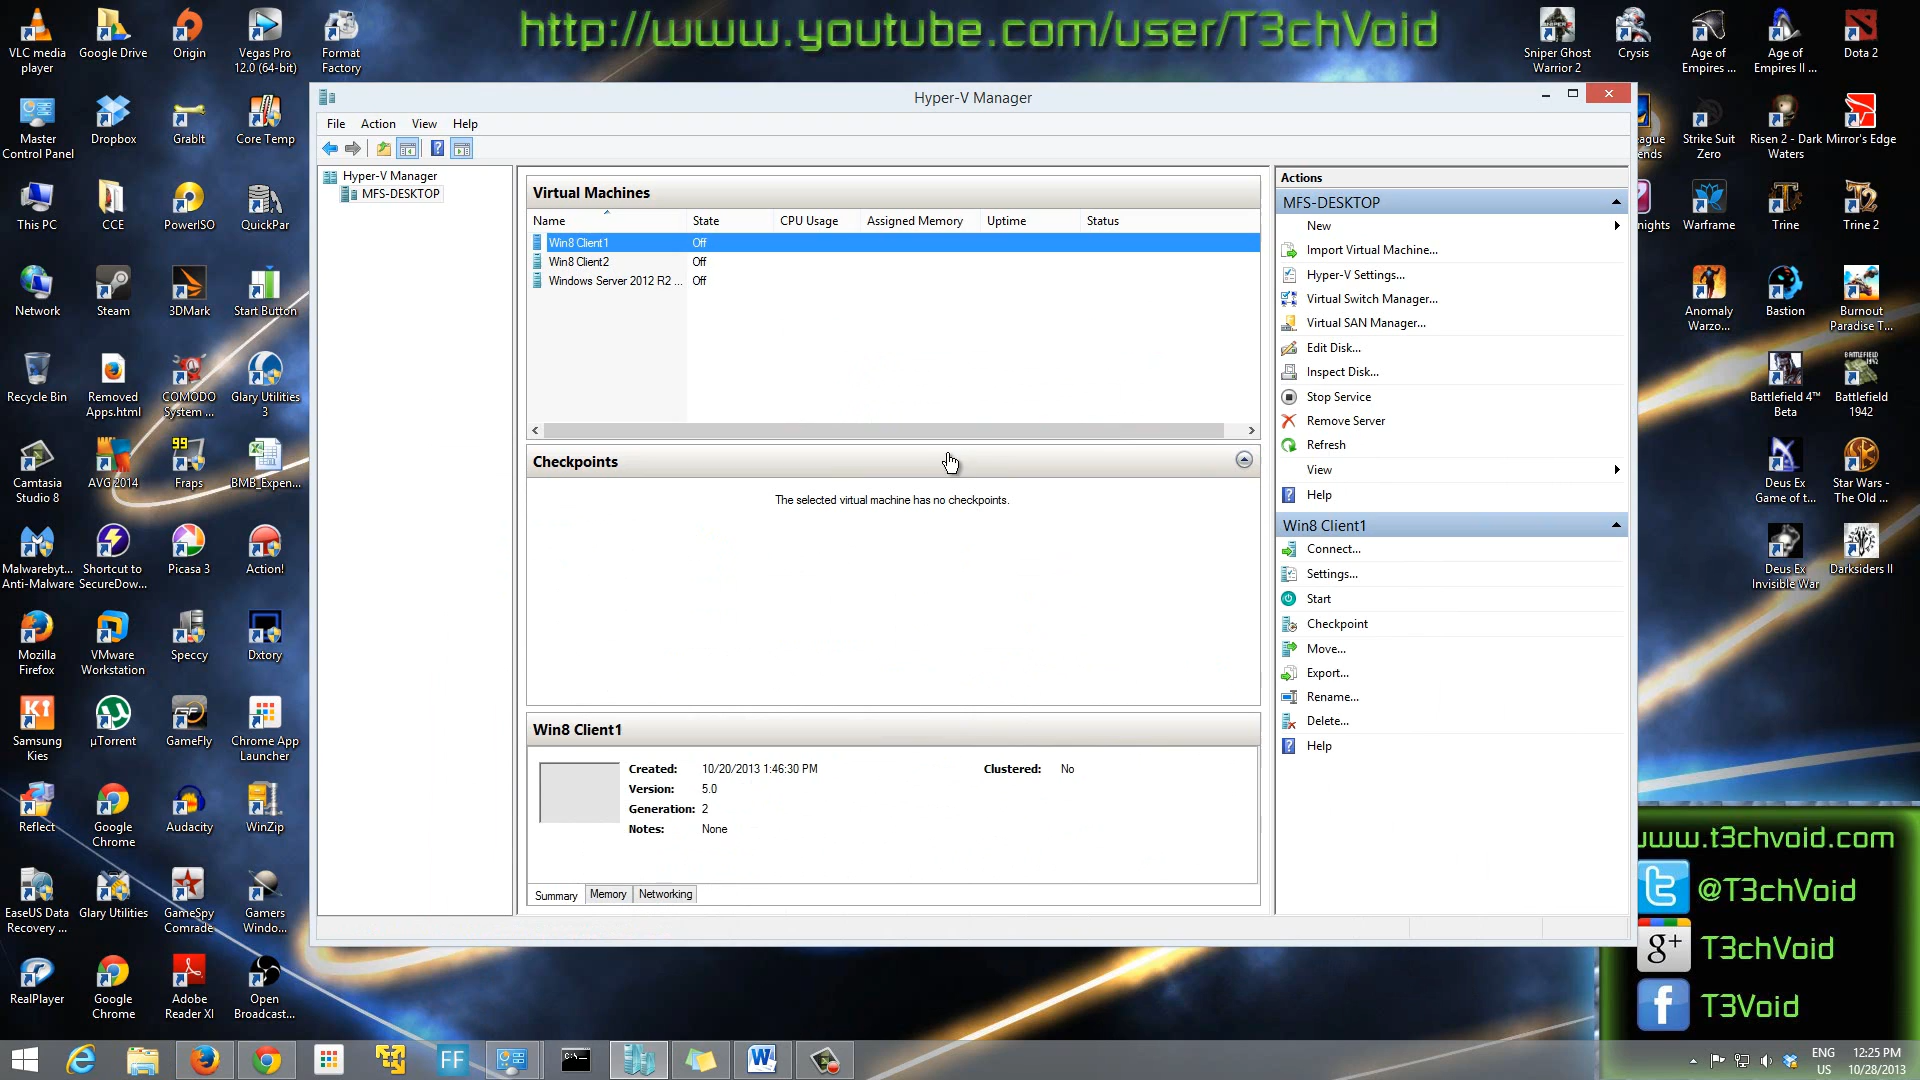 http://www.youtube.com/user/T3chVoid
VLC media player
Google Drive
Origin
Vegas Pro 12.0 (64-bit)
Format Factory
Sniper Ghost Warrior 2
Crysis
Age of Empires ...
Age of Empires II ...
Dota 2
Master Control Panel
Dropbox
GrabIt
Core Temp
Strike Suit Zero
Risen 2 - Dark Waters
Mirror's Edge
This PC
CCE
PowerISO
QuickPar
Warframe
Trine
Trine 2
Network
Steam
3DMark
Start Button
Anomaly Warzo...
Bastion
Burnout Paradise T...
Recycle Bin
Removed Apps.html
COMODO System ...
Glary Utilities 3
Battlefield 4™ Beta
Battlefield 1942
Camtasia Studio 8
AVG 2014
99
Fraps
BMB_Expen...
Deus Ex Game of t...
Star Wars - The Old ...
Malwarebyt... Anti-Malware
Shortcut to SecureDow...
Picasa 3
Action!
Deus Ex Invisible War
Darksiders II
Mozilla Firefox
VMware Workstation
Speccy
Dxtory
Samsung Kies
µTorrent
GameFly
Chrome App Launcher
Reflect
Google Chrome
Audacity
WinZip
EaseUS Data Recovery ...
Glary Utilities
GameSpy Comrade
Gamers Windo...
RealPlayer
Google Chrome
Adobe Reader XI
Open Broadcast...
Hyper-V Manager
File Action View Help
Hyper-V Manager
MFS-DESKTOP
Virtual Machines
Name State CPU Usage Assigned Memory Uptime Status
Win8 Client1 Off
Win8 Client2 Off
Windows Server 2012 R2 ... Off
Checkpoints
The selected virtual machine has no checkpoints.
Win8 Client1
Created: 10/20/2013 1:46:30 PM Clustered: No
Version: 5.0
Generation: 2
Notes: None
Summary Memory Networking
Actions
MFS-DESKTOP
New
Import Virtual Machine...
Hyper-V Settings...
Virtual Switch Manager...
Virtual SAN Manager...
Edit Disk...
Inspect Disk...
Stop Service
Remove Server
Refresh
View
Help
Win8 Client1
Connect...
Settings...
Start
Checkpoint
Move...
Export...
Rename...
Delete...
Help
www.t3chvoid.com
@T3chVoid
g+ T3chVoid
T3Void
FF
ENG US
12:25 PM
10/28/2013